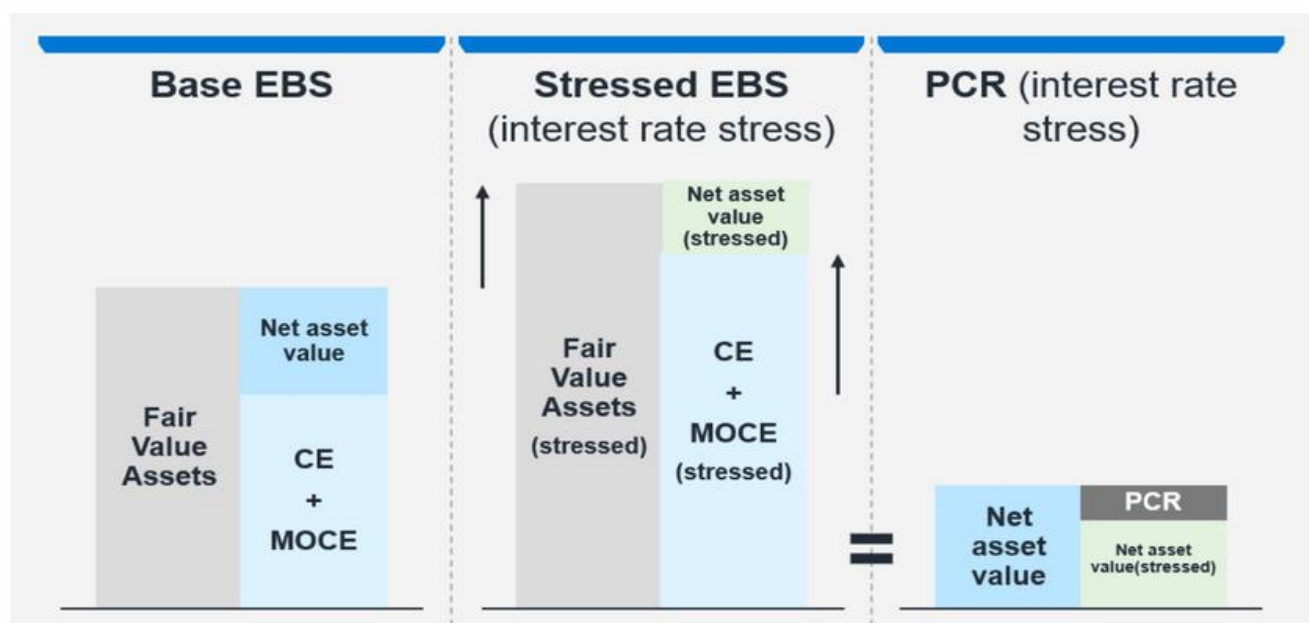 Base EBS
Fair
Value
Assets
Net asset
value
CE
+
MOCE
Stressed EBS
(interest rate stress)
Fair
Value
Assets
(stressed)
Net asset
value
(stressed)
CE
+
MOCE
(stressed)
=
PCR (interest rate
stress)
Net
asset
value
PCR
Net asset
value(stressed)